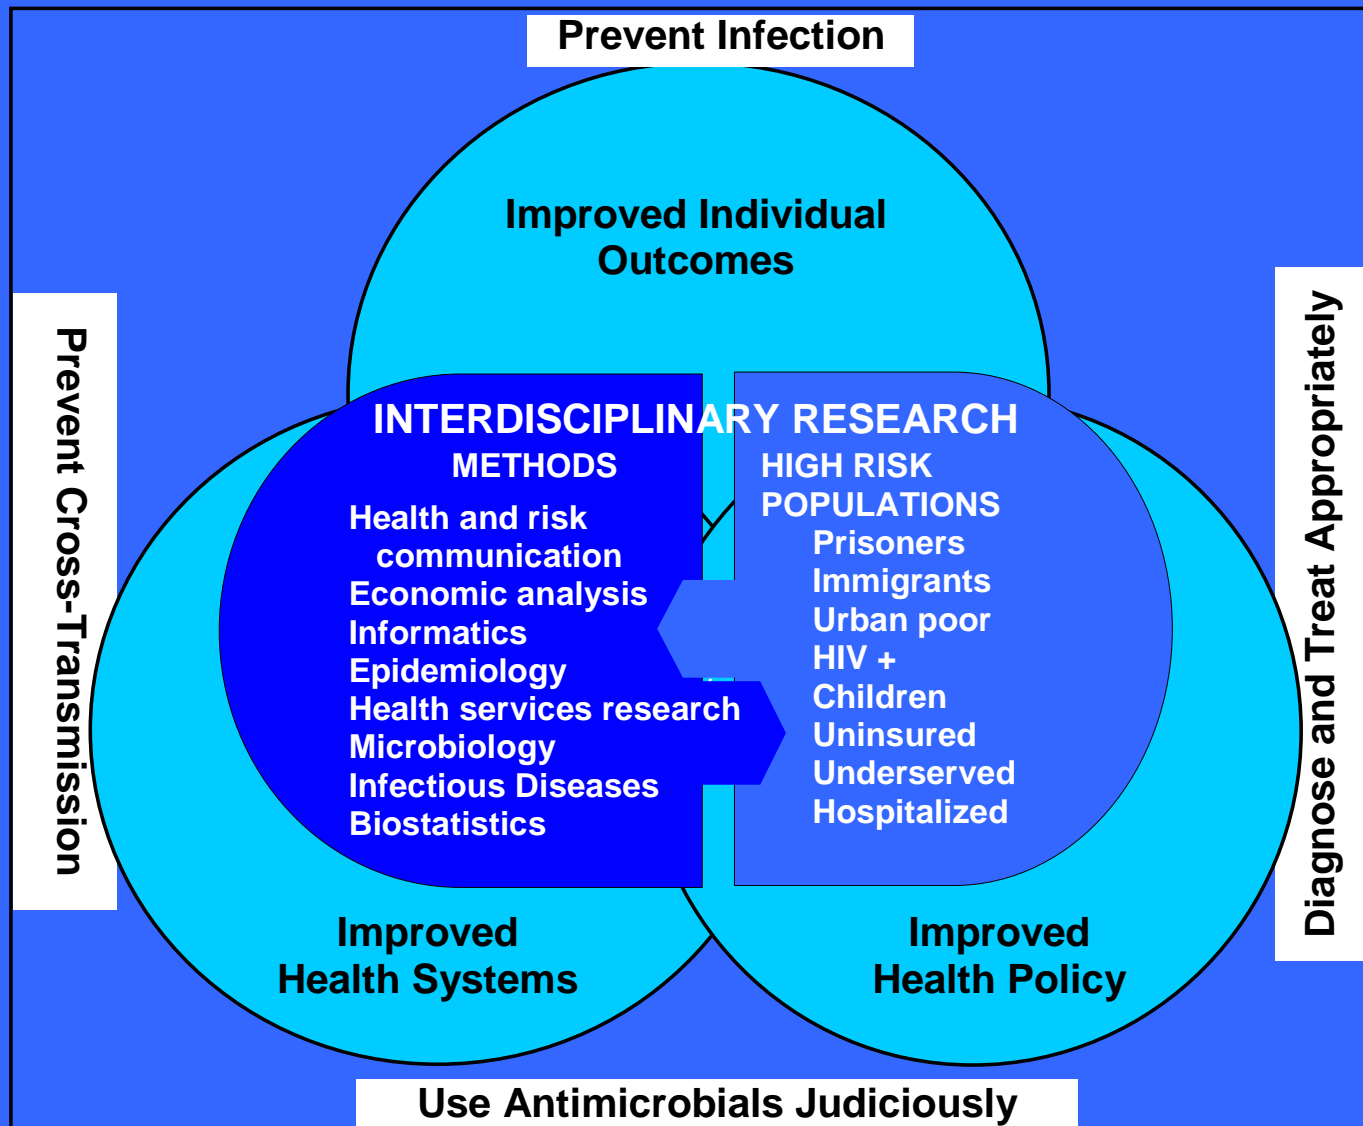 Prevent Infection
Improved Individual
Outcomes
Prevent Cross-Transmission
Diagnose and Treat Appropriately
INTERDISCIPLINARY RESEARCH
METHODS
Health and risk
communication
Economic analysis
Informatics
Epidemiology
Health services research
Microbiology
Infectious Diseases
Biostatistics
HIGH RISK
POPULATIONS
Prisoners
Immigrants
Urban poor
HIV +
Children
Uninsured
Underserved
Hospitalized
Improved
Health Systems
Improved
Health Policy
Use Antimicrobials Judiciously